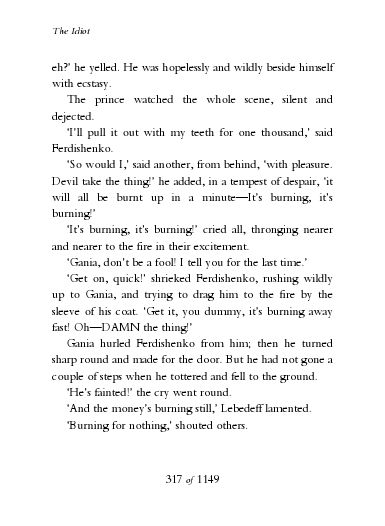 The Idiot
eh?' he yelled. He was hopelessly and wildly beside himself
with ecstasy.
The prince watched the whole scene, silent and
dejected.
'I'll pull it out with my teeth for one thousand,' said
Ferdishenko.
'So would I,' said another, from behind, 'with pleasure.
Devil take the thing!' he added, in a tempest of despair, 'it
will all be burnt up in a minute—It's burning, it's
burning!'
'It's burning, it's burning!' cried all, thronging nearer
and nearer to the fire in their excitement.
'Gania, don't be a fool! I tell you for the last time.'
'Get on, quick!' shrieked Ferdishenko, rushing wildly
up to Gania, and trying to drag him to the fire by the
sleeve of his coat. 'Get it, you dummy, it's burning away
fast! Oh—DAMN the thing!'
Gania hurled Ferdishenko from him; then he turned
sharp round and made for the door. But he had not gone a
couple of steps when he tottered and fell to the ground.
'He's fainted!' the cry went round.
'And the money's burning still,' Lebedeff lamented.
'Burning for nothing,' shouted others.
317 of 1149